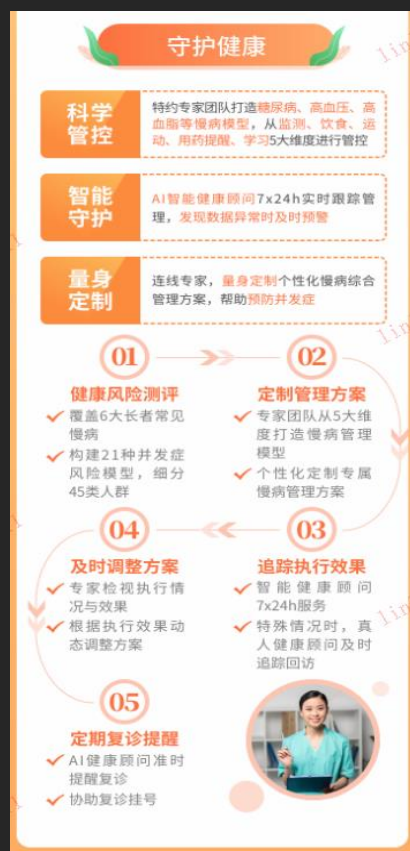 守护健康
科学
管控
特约专家团队打造糖尿病、高血压、高
血脂等慢病模型，从监测、饮食、运
动、用药提醒、学习5大维度进行管控
智能
守护
AI智能健康顾问7x24h实时跟踪管
理，发现数据异常时及时预警
量身
定制
连线专家，量身定制个性化慢病综合
管理方案，帮助预防并发症
01
健康风险测评
覆盖6大长者常见
慢病
构建21种并发症
风险模型，细分
45类人群
02
定制管理方案
专家团队从5大维
度打造慢病管理
模型
个性化定制专属
慢病管理方案
03
追踪执行效果
智能健康顾问
7x24h服务
特殊情况时，真
人健康顾问及时
追踪回访
04
及时调整方案
专家检视执行情
况与效果
根据执行效果动
态调整方案
05
定期复诊提醒
AI健康顾问准时
提醒复诊
协助复诊挂号